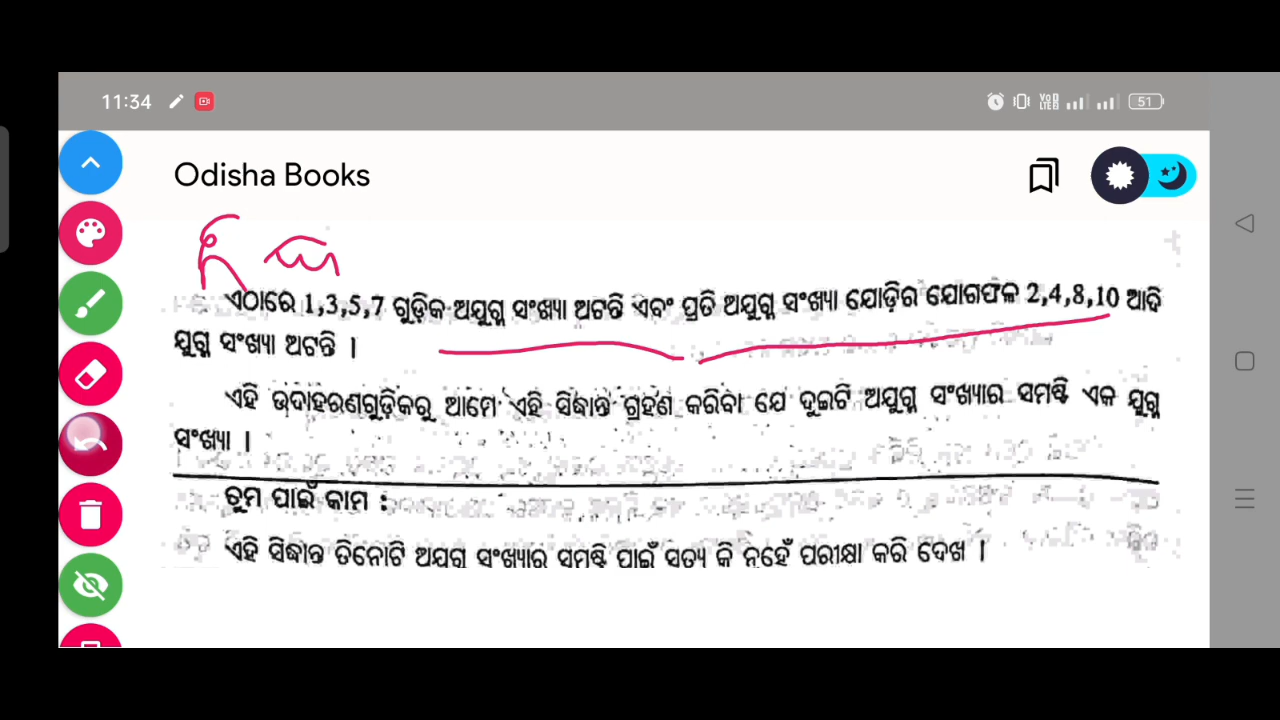 11:34
51
Odisha Books
ଏଠାରେ 1,3,5,7 ଗୁଡ଼ିକ ଅଯୁଗ୍ମ ସଂଖ୍ୟା ଅଟନ୍ତି ଏବଂ ପ୍ରତି ଅଯୁଗ୍ମ ସଂଖ୍ୟା ଯୋଡ଼ିର ଯୋଗଫଳ 2,4,8,10 ଆଦି
ଯୁଗ୍ମ ସଂଖ୍ୟା ଅଟନ୍ତି ।
ଏହି ଉଦାହରଣଗୁଡ଼ିକରୁ ଆମେ ଏହି ସିଦ୍ଧାନ୍ତ ଗ୍ରହଣ କରିବା ଯେ ଦୁଇଟି ଅଯୁଗ୍ମ ସଂଖ୍ୟାର ସମଷ୍ଟି ଏକ ଯୁଗ୍ମ
ସଂଖ୍ୟା ।
ତୁମ ପାଇଁ କାମ :
ଏହି ସିଦ୍ଧାନ୍ତ ତିନୋଟି ଅଯୁଗ୍ମ ସଂଖ୍ୟାର ସମଷ୍ଟି ପାଇଁ ସତ୍ୟ କି ନୁହେଁ ପରୀକ୍ଷା କରି ଦେଖ ।